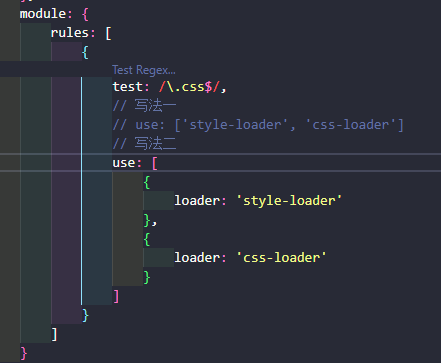 module: {
rules: [
{
Test Regex...
test: /\.css$/,
// 写法一
// use: ['style-loader', 'css-loader']
// 写法二
use: [
{
loader: 'style-loader'
},
{
loader: 'css-loader'
}
]
}
]
}